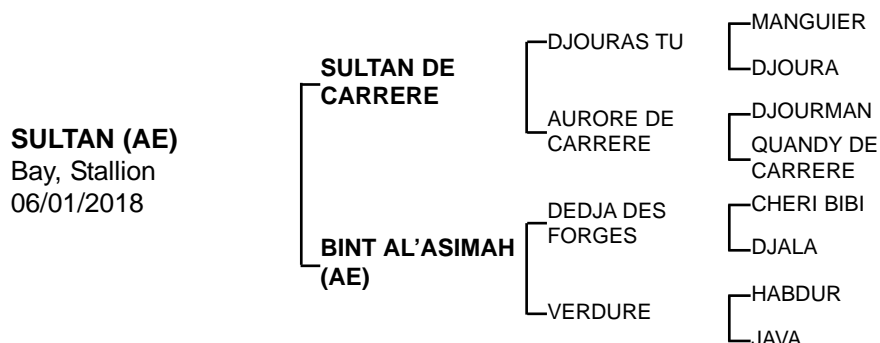 SULTAN (AE)
Bay, Stallion
06/01/2018
SULTAN DE
CARRERE
BINT AL'ASIMAH
(AE)
DJOURAS TU
AURORE DE
CARRERE
DEDJA DES
FORGES
VERDURE
MANGUIER
DJOURA
DJOURMAN
QUANDY DE
CARRERE
CHERI BIBI
DJALA
HABDUR
JAVA